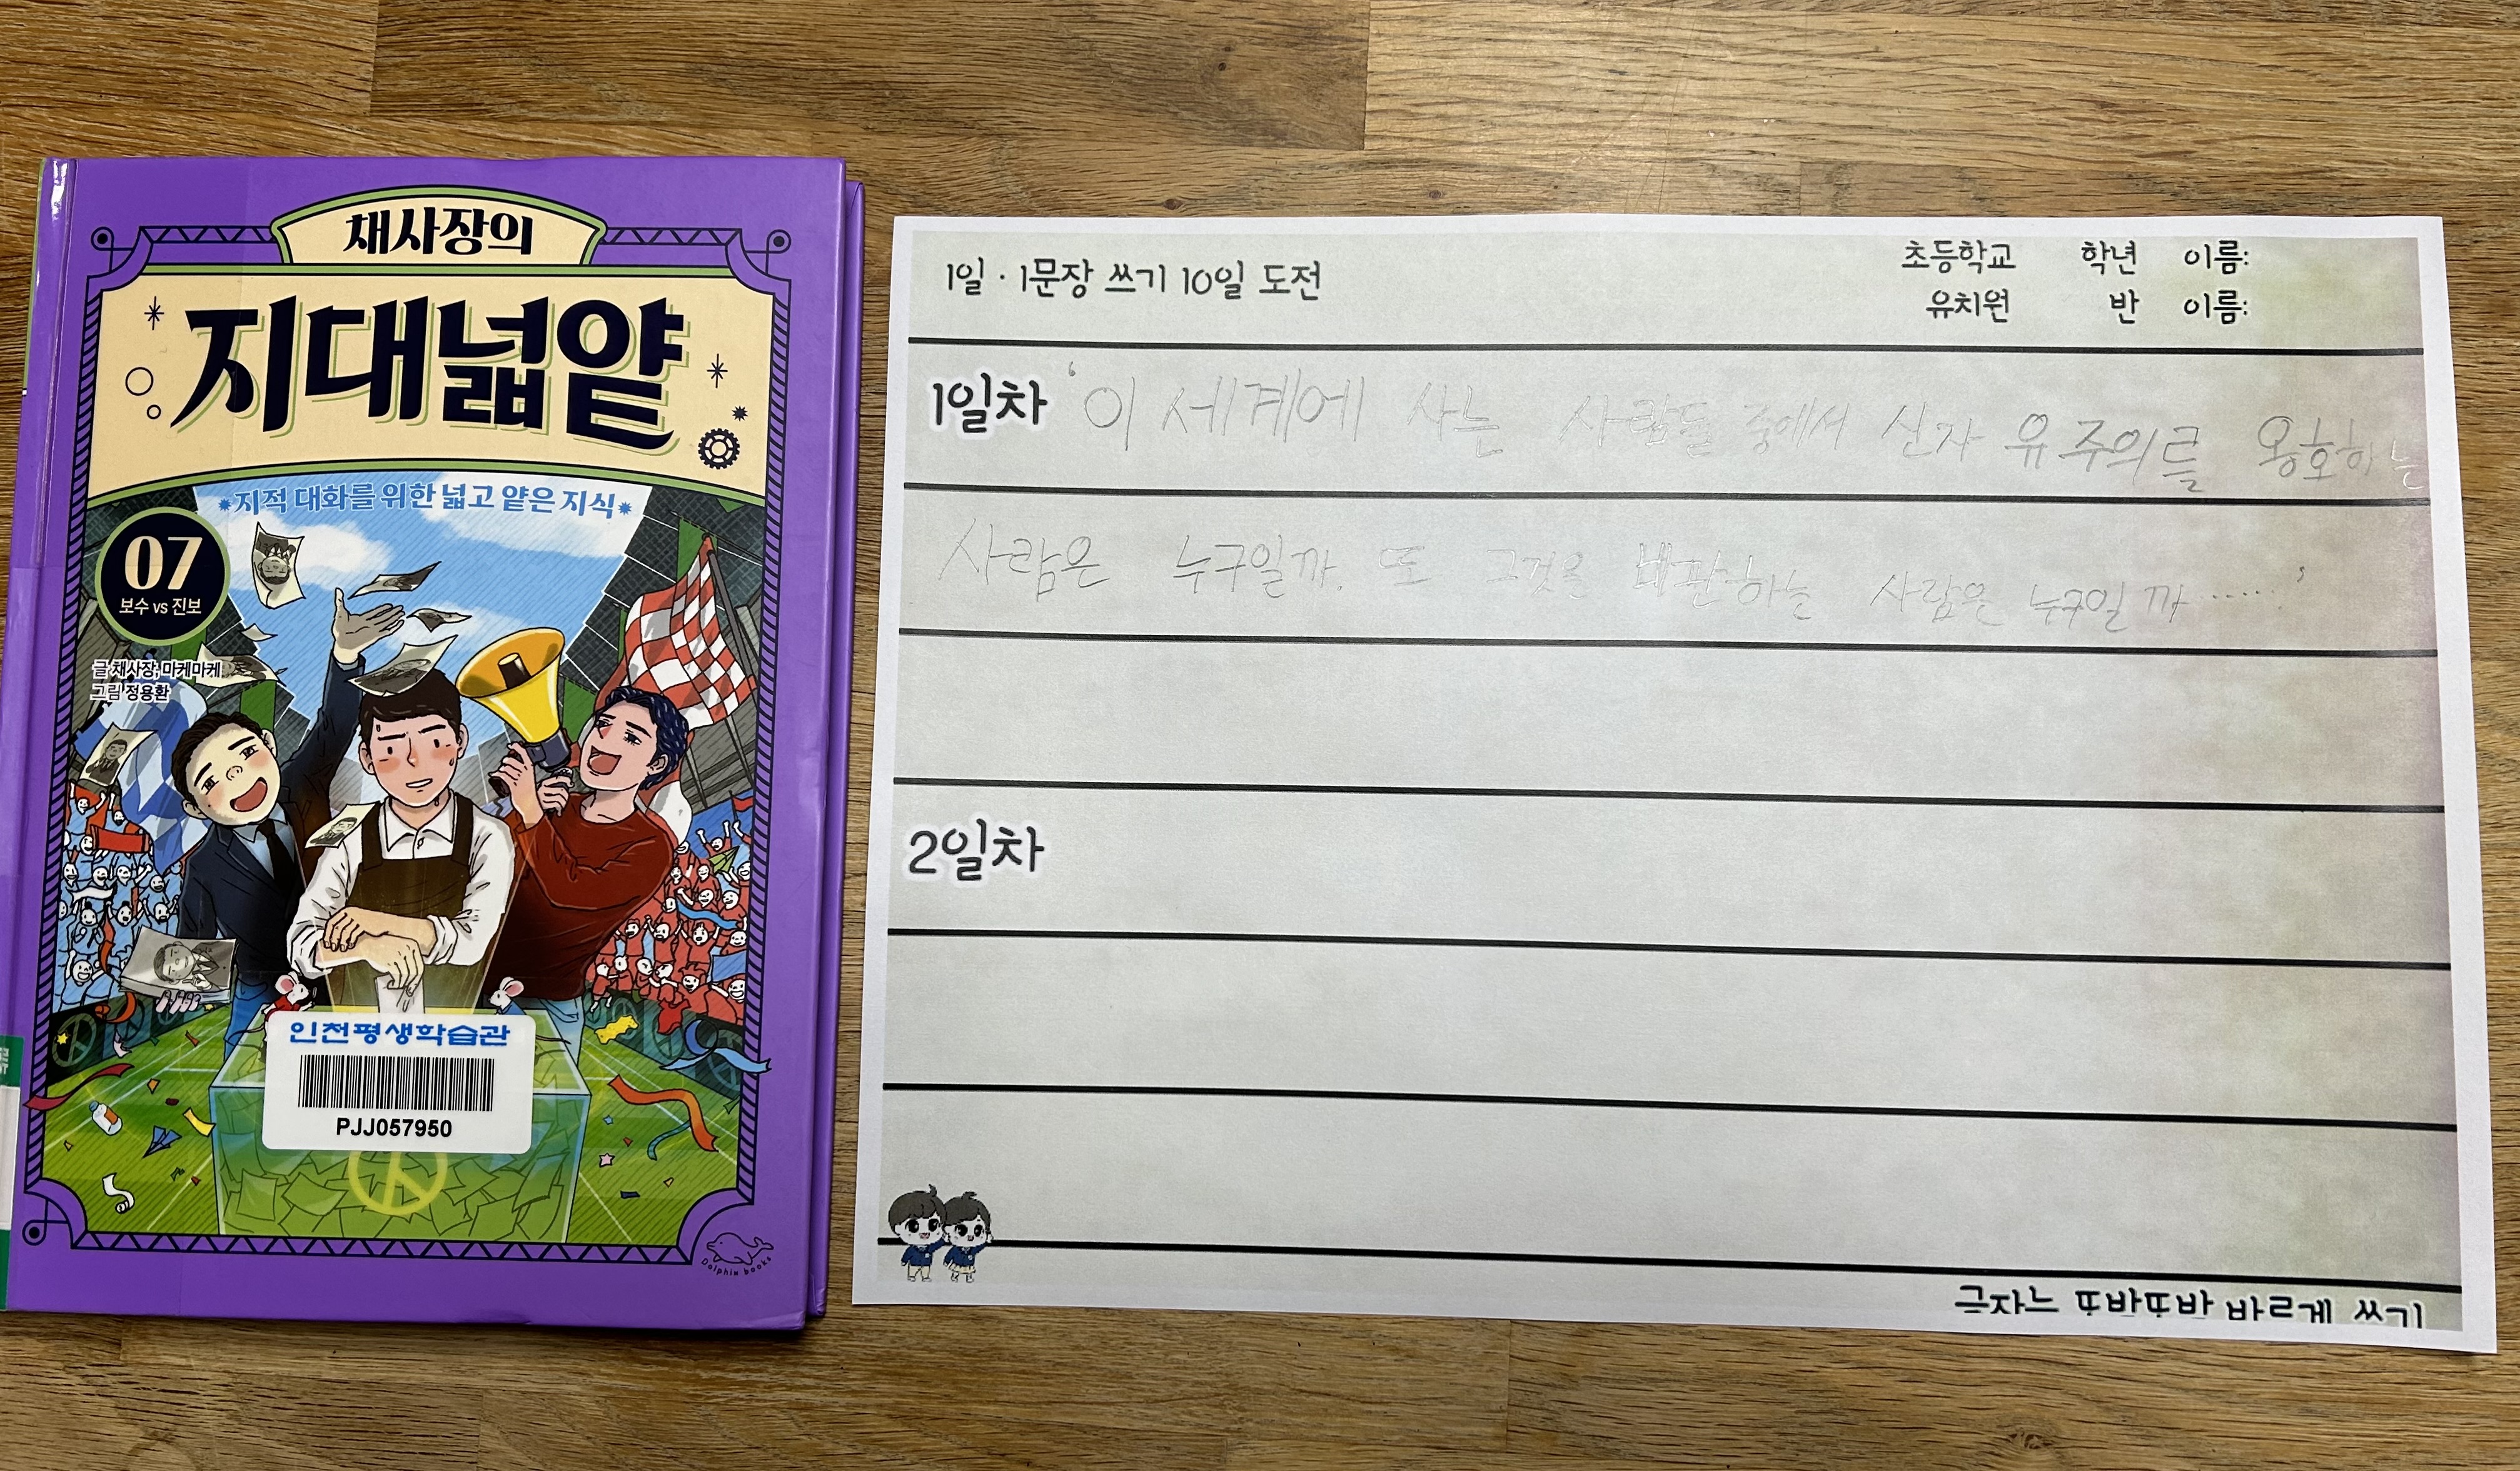 채사장의
지대넓얕
지적 대화를 위한 넓고 얕은 지식
07
보수 vs 진보
글 채사장, 마케마케
그림 정용환
인천평생학습관
PJJ057950
Dolphin books
1일 · 1문장 쓰기 10일 도전
초등학교 학년 이름:
유치원 반 이름:
1일차 ‘이 세계에 사는 사람들 중에서 신자유주의를 옹호하는
사람은 누구일까. 또 그것을 비판하는 사람은 누구일까……’
2일차
글자는 또박또박 바르게 쓰기